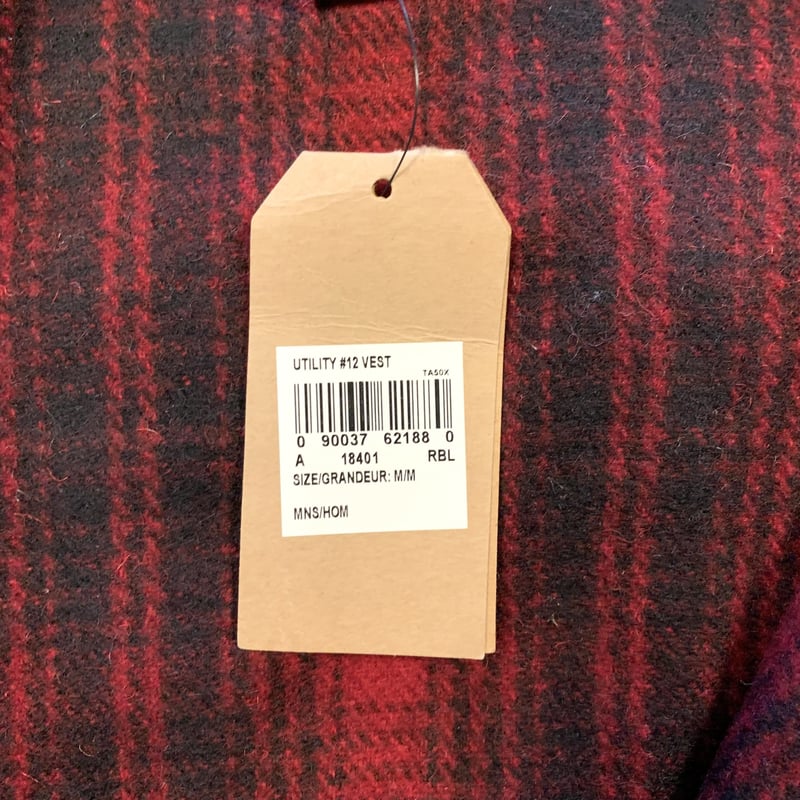 UTILITY #12 VEST
TA50X
0 90037 62188 0
A 18401 RBL
SIZE/GRANDEUR: M/M
MNS/HOM